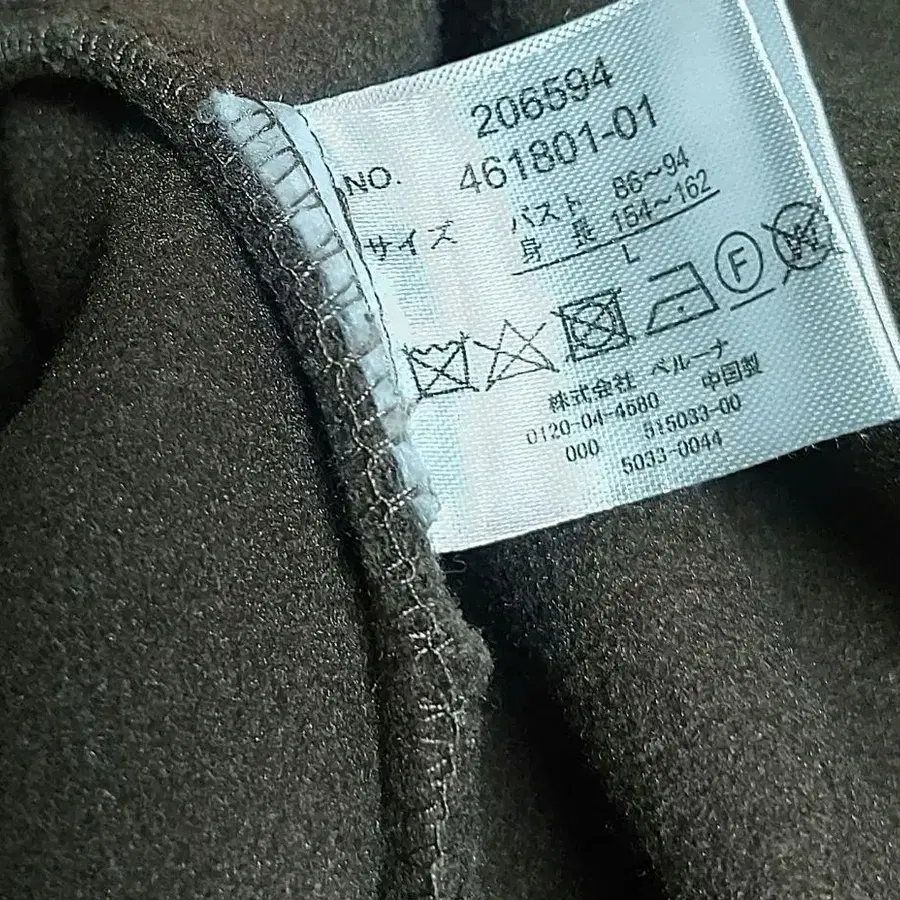 206594
NO. 461801-01
サイズ バスト 86〜94
身 長 154〜162
L
F
W
株式会社 ベルーナ
0120-04-4580 中国製
000 515033-00
5033-0044